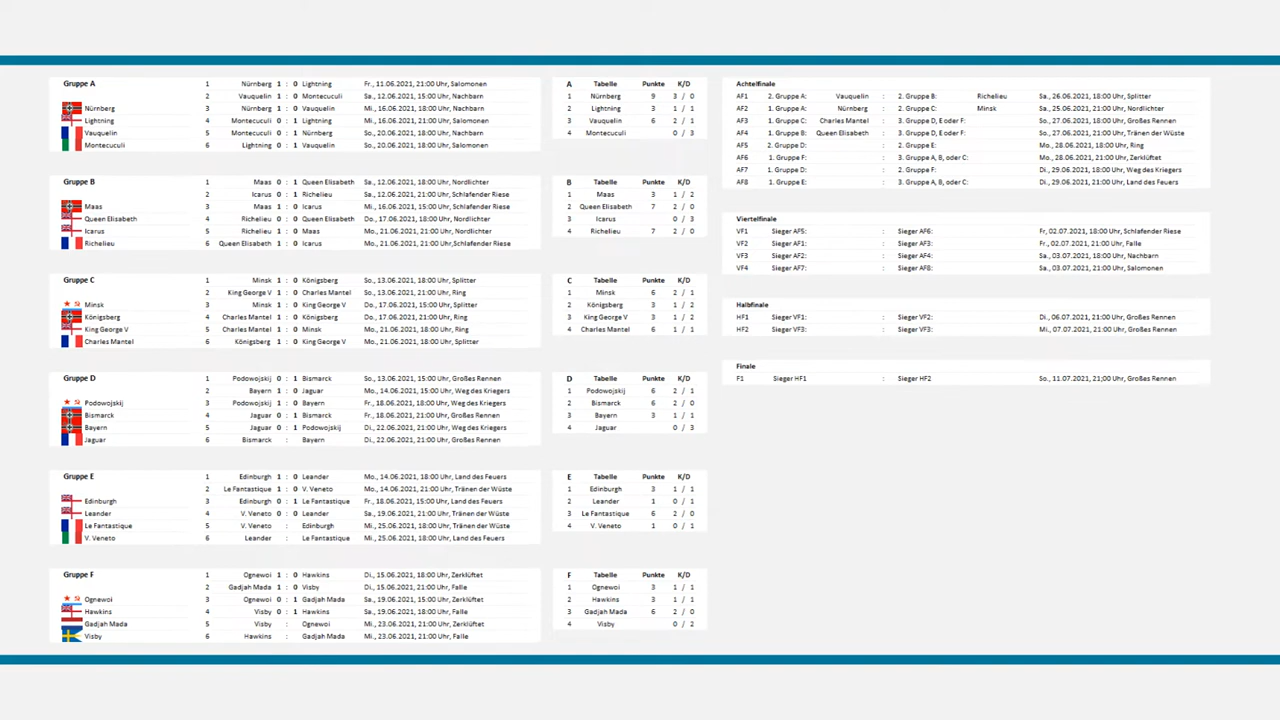 Gruppe A
1 Nürnberg 1 : 0 Lightning Fr., 11.06.2021, 21:00 Uhr, Salomonen
2 Vauquelin 1 : 0 Montecuculi Sa., 12.06.2021, 15:00 Uhr, Nachbarn
Nürnberg 3 Nürnberg 1 : 0 Vauquelin Mi., 16.06.2021, 18:00 Uhr, Nachbarn
Lightning 4 Montecuculi 0 : 1 Lightning Mi., 16.06.2021, 21:00 Uhr, Salomonen
Vauquelin 5 Montecuculi 0 : 1 Nürnberg So., 20.06.2021, 18:00 Uhr, Nachbarn
Montecuculi 6 Lightning 0 : 1 Vauquelin So., 20.06.2021, 18:00 Uhr, Salomonen
A Tabelle Punkte K/D
1 Nürnberg 9 3 / 0
2 Lightning 3 1 / 1
3 Vauquelin 6 2 / 1
4 Montecuculi 0 / 3
Gruppe B
1 Maas 0 : 1 Queen Elisabeth Sa., 12.06.2021, 18:00 Uhr, Nordlichter
2 Icarus 0 : 1 Richelieu Sa., 12.06.2021, 21:00 Uhr, Schlafender Riese
Maas 3 Maas 1 : 0 Icarus Mi., 16.06.2021, 15:00 Uhr, Schlafender Riese
Queen Elisabeth 4 Richelieu 0 : 0 Queen Elisabeth Do., 17.06.2021, 18:00 Uhr, Nordlichter
Icarus 5 Richelieu 1 : 0 Maas Mo., 21.06.2021, 21:00 Uhr, Nordlichter
Richelieu 6 Queen Elisabeth 1 : 0 Icarus Mo., 21.06.2021, 21:00 Uhr,Schlafender Riese
B Tabelle Punkte K/D
1 Maas 3 1 / 2
2 Queen Elisabeth 7 2 / 0
3 Icarus 0 / 3
4 Richelieu 7 2 / 0
Gruppe C
1 Minsk 1 : 0 Königsberg So., 13.06.2021, 18:00 Uhr, Splitter
2 King George V 1 : 0 Charles Mantel So., 13.06.2021, 21:00 Uhr, Ring
Minsk 3 Minsk 1 : 0 King George V Do., 17.06.2021, 15:00 Uhr, Splitter
Königsberg 4 Charles Mantel 1 : 0 Königsberg Do., 17.06.2021, 21:00 Uhr, Ring
King George V 5 Charles Mantel 1 : 0 Minsk Mo., 21.06.2021, 18:00 Uhr, Ring
Charles Mantel 6 Königsberg 1 : 0 King George V Mo., 21.06.2021, 18:00 Uhr, Splitter
C Tabelle Punkte K/D
1 Minsk 6 2 / 1
2 Königsberg 3 1 / 2
3 King George V 3 1 / 2
4 Charles Mantel 6 1 / 1
Gruppe D
1 Podowojskij 0 : 1 Bismarck So., 13.06.2021, 15:00 Uhr, Großes Rennen
2 Bayern 1 : 0 Jaguar Mo., 14.06.2021, 15:00 Uhr, Weg des Kriegers
Podowojskij 3 Podowojskij 1 : 0 Bayern Fr., 18.06.2021, 18:00 Uhr, Weg des Kriegers
Bismarck 4 Jaguar 0 : 1 Bismarck Fr., 18.06.2021, 21:00 Uhr, Großes Rennen
Bayern 5 Jaguar 0 : 1 Podowojskij Di., 22.06.2021, 21:00 Uhr, Weg des Kriegers
Jaguar 6 Bismarck : Bayern Di., 22.06.2021, 21:00 Uhr, Großes Rennen
D Tabelle Punkte K/D
1 Podowojskij 6 2 / 1
2 Bismarck 6 2 / 0
3 Bayern 3 1 / 1
4 Jaguar 0 / 3
Gruppe E
1 Edinburgh 1 : 0 Leander Mo., 14.06.2021, 18:00 Uhr, Land des Feuers
2 Le Fantastique 1 : 0 V. Veneto Mo., 14.06.2021, 21:00 Uhr, Tränen der Wüste
Edinburgh 3 Edinburgh 0 : 1 Le Fantastique Fr., 18.06.2021, 15:00 Uhr, Land des Feuers
Leander 4 V. Veneto 0 : 0 Leander Sa., 19.06.2021, 21:00 Uhr, Tränen der Wüste
Le Fantastique 5 V. Veneto : Edinburgh Mi., 25.06.2021, 18:00 Uhr, Tränen der Wüste
V. Veneto 6 Leander : Le Fantastique Mi., 25.06.2021, 18:00 Uhr, Land des Feuers
E Tabelle Punkte K/D
1 Edinburgh 3 1 / 1
2 Leander 1 0 / 1
3 Le Fantastique 6 2 / 0
4 V. Veneto 1 0 / 1
Gruppe F
1 Ognewoi 1 : 0 Hawkins Di., 15.06.2021, 18:00 Uhr, Zerklüftet
2 Gadjah Mada 1 : 0 Visby Di., 15.06.2021, 21:00 Uhr, Falle
Ognewoi 3 Ognewoi 0 : 1 Gadjah Mada Sa., 19.06.2021, 15:00 Uhr, Zerklüftet
Hawkins 4 Visby 0 : 1 Hawkins Sa., 19.06.2021, 18:00 Uhr, Falle
Gadjah Mada 5 Visby : Ognewoi Mi., 23.06.2021, 21:00 Uhr, Zerklüftet
Visby 6 Hawkins : Gadjah Mada Mi., 23.06.2021, 21:00 Uhr, Falle
F Tabelle Punkte K/D
1 Ognewoi 3 1 / 1
2 Hawkins 3 1 / 1
3 Gadjah Mada 6 2 / 0
4 Visby 0 / 2
Achtelfinale
AF1 2. Gruppe A: Vauquelin : 2. Gruppe B: Richelieu Sa., 26.06.2021, 18:00 Uhr, Splitter
AF2 1. Gruppe A: Nürnberg : 2. Gruppe C: Minsk Sa., 25.06.2021, 21:00 Uhr, Nordlichter
AF3 1. Gruppe C: Charles Mantel : 3. Gruppe D, E oder F: So., 27.06.2021, 18:00 Uhr, Großes Rennen
AF4 1. Gruppe B: Queen Elisabeth : 3. Gruppe D, E oder F: So., 27.06.2021, 21:00 Uhr, Tränen der Wüste
AF5 2. Gruppe D: : 2. Gruppe E: Mo., 28.06.2021, 18:00 Uhr, Ring
AF6 1. Gruppe F: : 3. Gruppe A, B, oder C: Mo., 28.06.2021, 21:00 Uhr, Zerklüftet
AF7 1. Gruppe D: : 2. Gruppe F: Di., 29.06.2021, 18:00 Uhr, Weg des Kriegers
AF8 1. Gruppe E: : 3. Gruppe A, B, oder C: Di., 29.06.2021, 21:00 Uhr, Land des Feuers
Viertelfinale
VF1 Sieger AF5: : Sieger AF6: Fr, 02.07.2021, 18:00 Uhr, Schlafender Riese
VF2 Sieger AF1: : Sieger AF3: Fr., 02.07.2021, 21:00 Uhr, Falle
VF3 Sieger AF2: : Sieger AF4: Sa., 03.07.2021, 18:00 Uhr, Nachbarn
VF4 Sieger AF7: : Sieger AF8: Sa., 03.07.2021, 21:00 Uhr, Salomonen
Halbfinale
HF1 Sieger VF1: : Sieger VF2: Di., 06.07.2021, 21:00 Uhr, Großes Rennen
HF2 Sieger VF3: : Sieger VF3: Mi., 07.07.2021, 21:00 Uhr, Großes Rennen
Finale
F1 Sieger HF1 : Sieger HF2 So., 11.07.2021, 21;00 Uhr, Großes Rennen